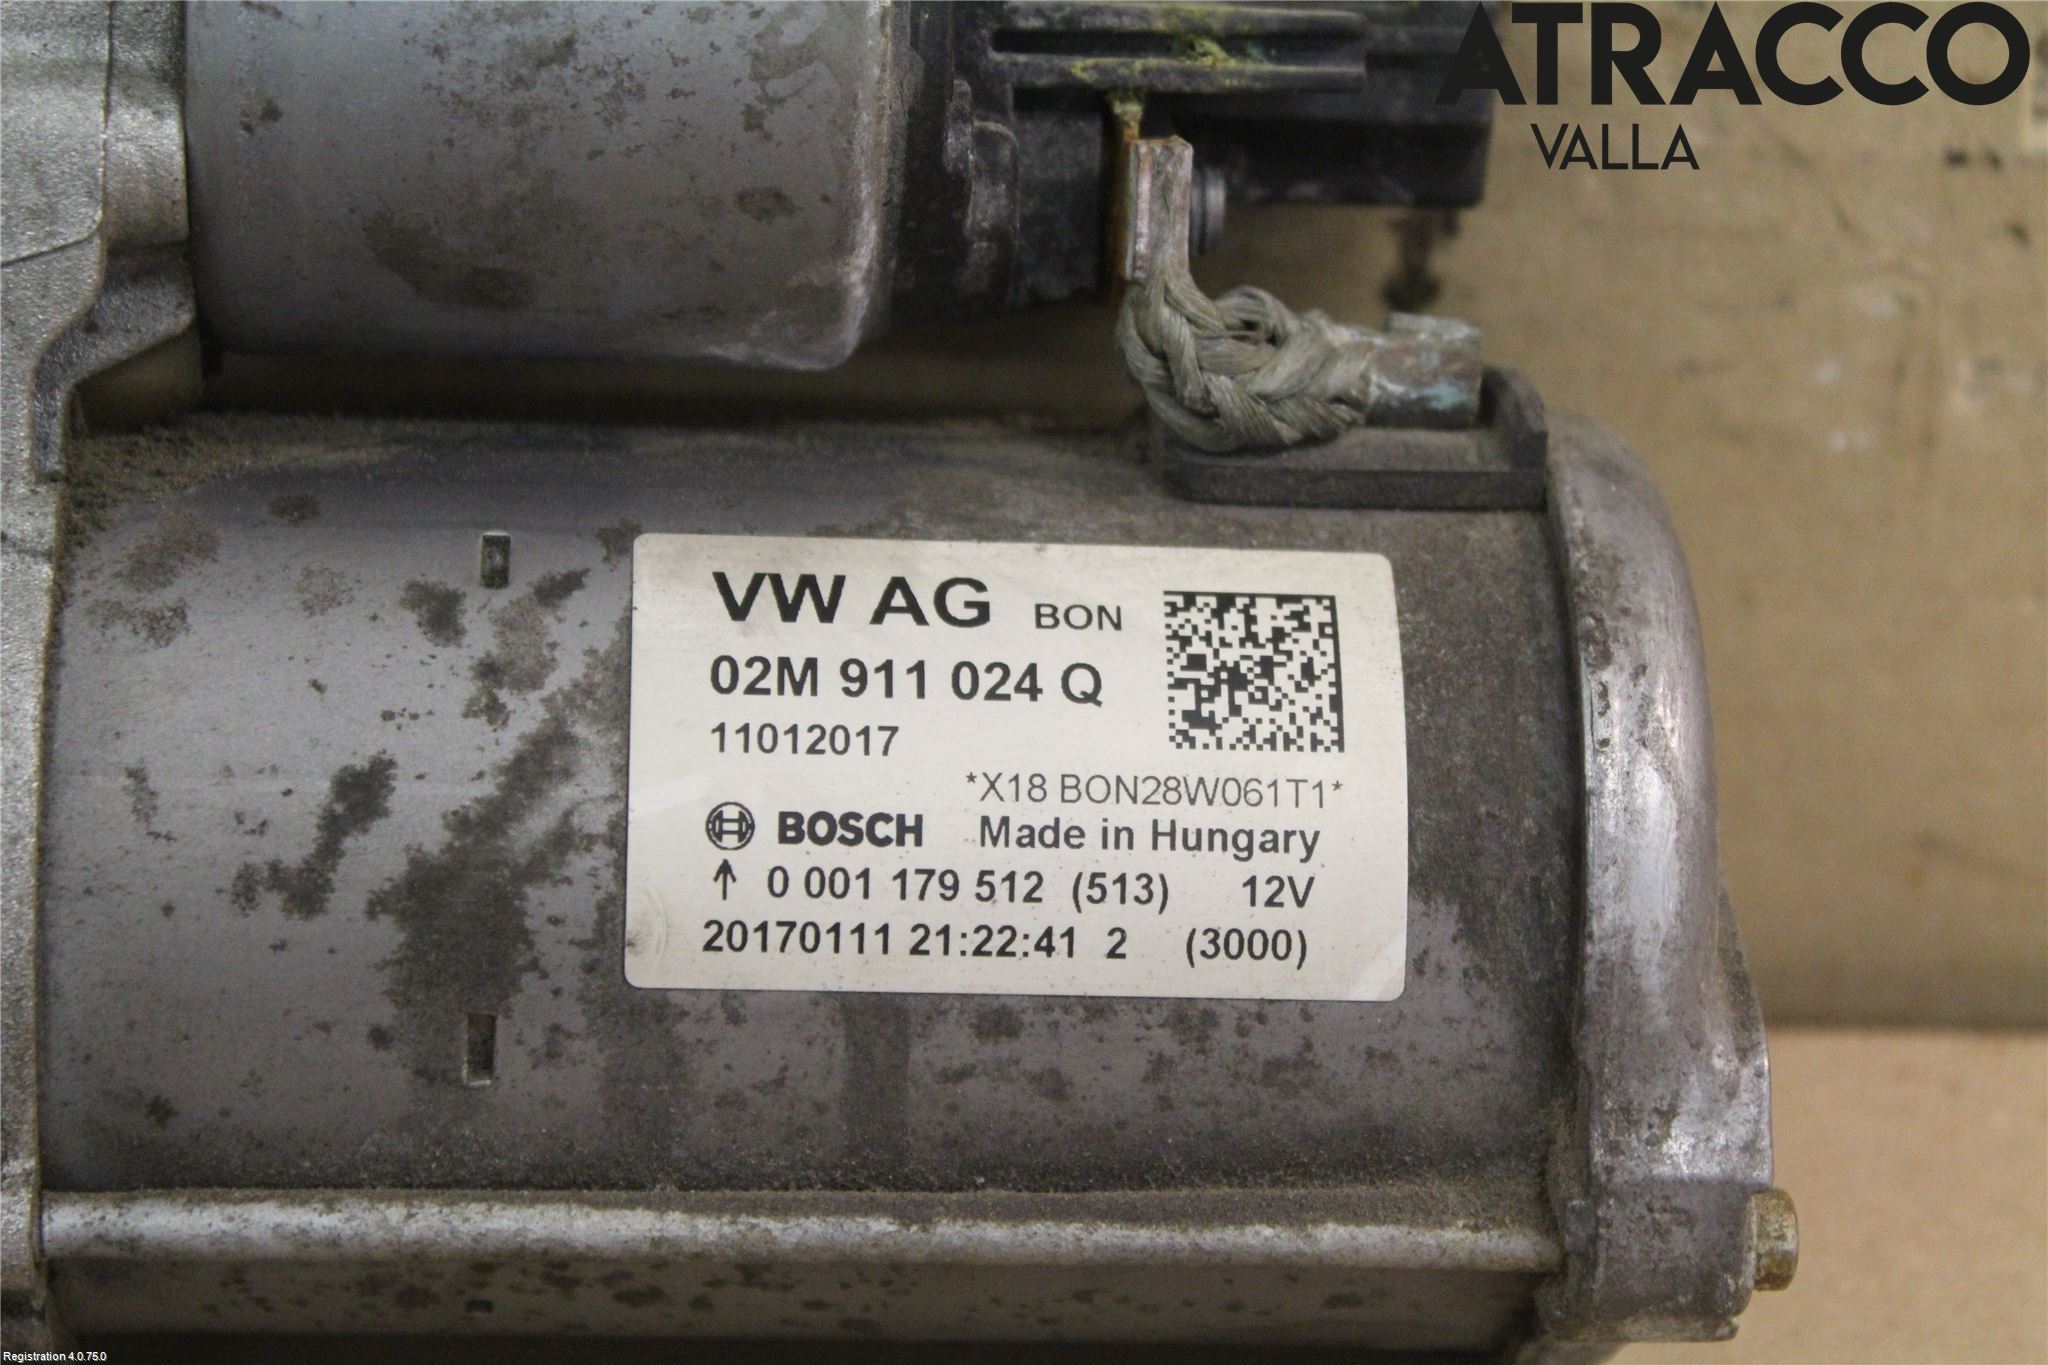 ATRACCO
VALLA
VW AG BON
02M 911 024 Q
11012017
*X18 BON28W061T1*
BOSCH Made in Hungary
↑ 0 001 179 512 (513) 12V
20170111 21:22:41 2 (3000)
Registration 4.0.75.0